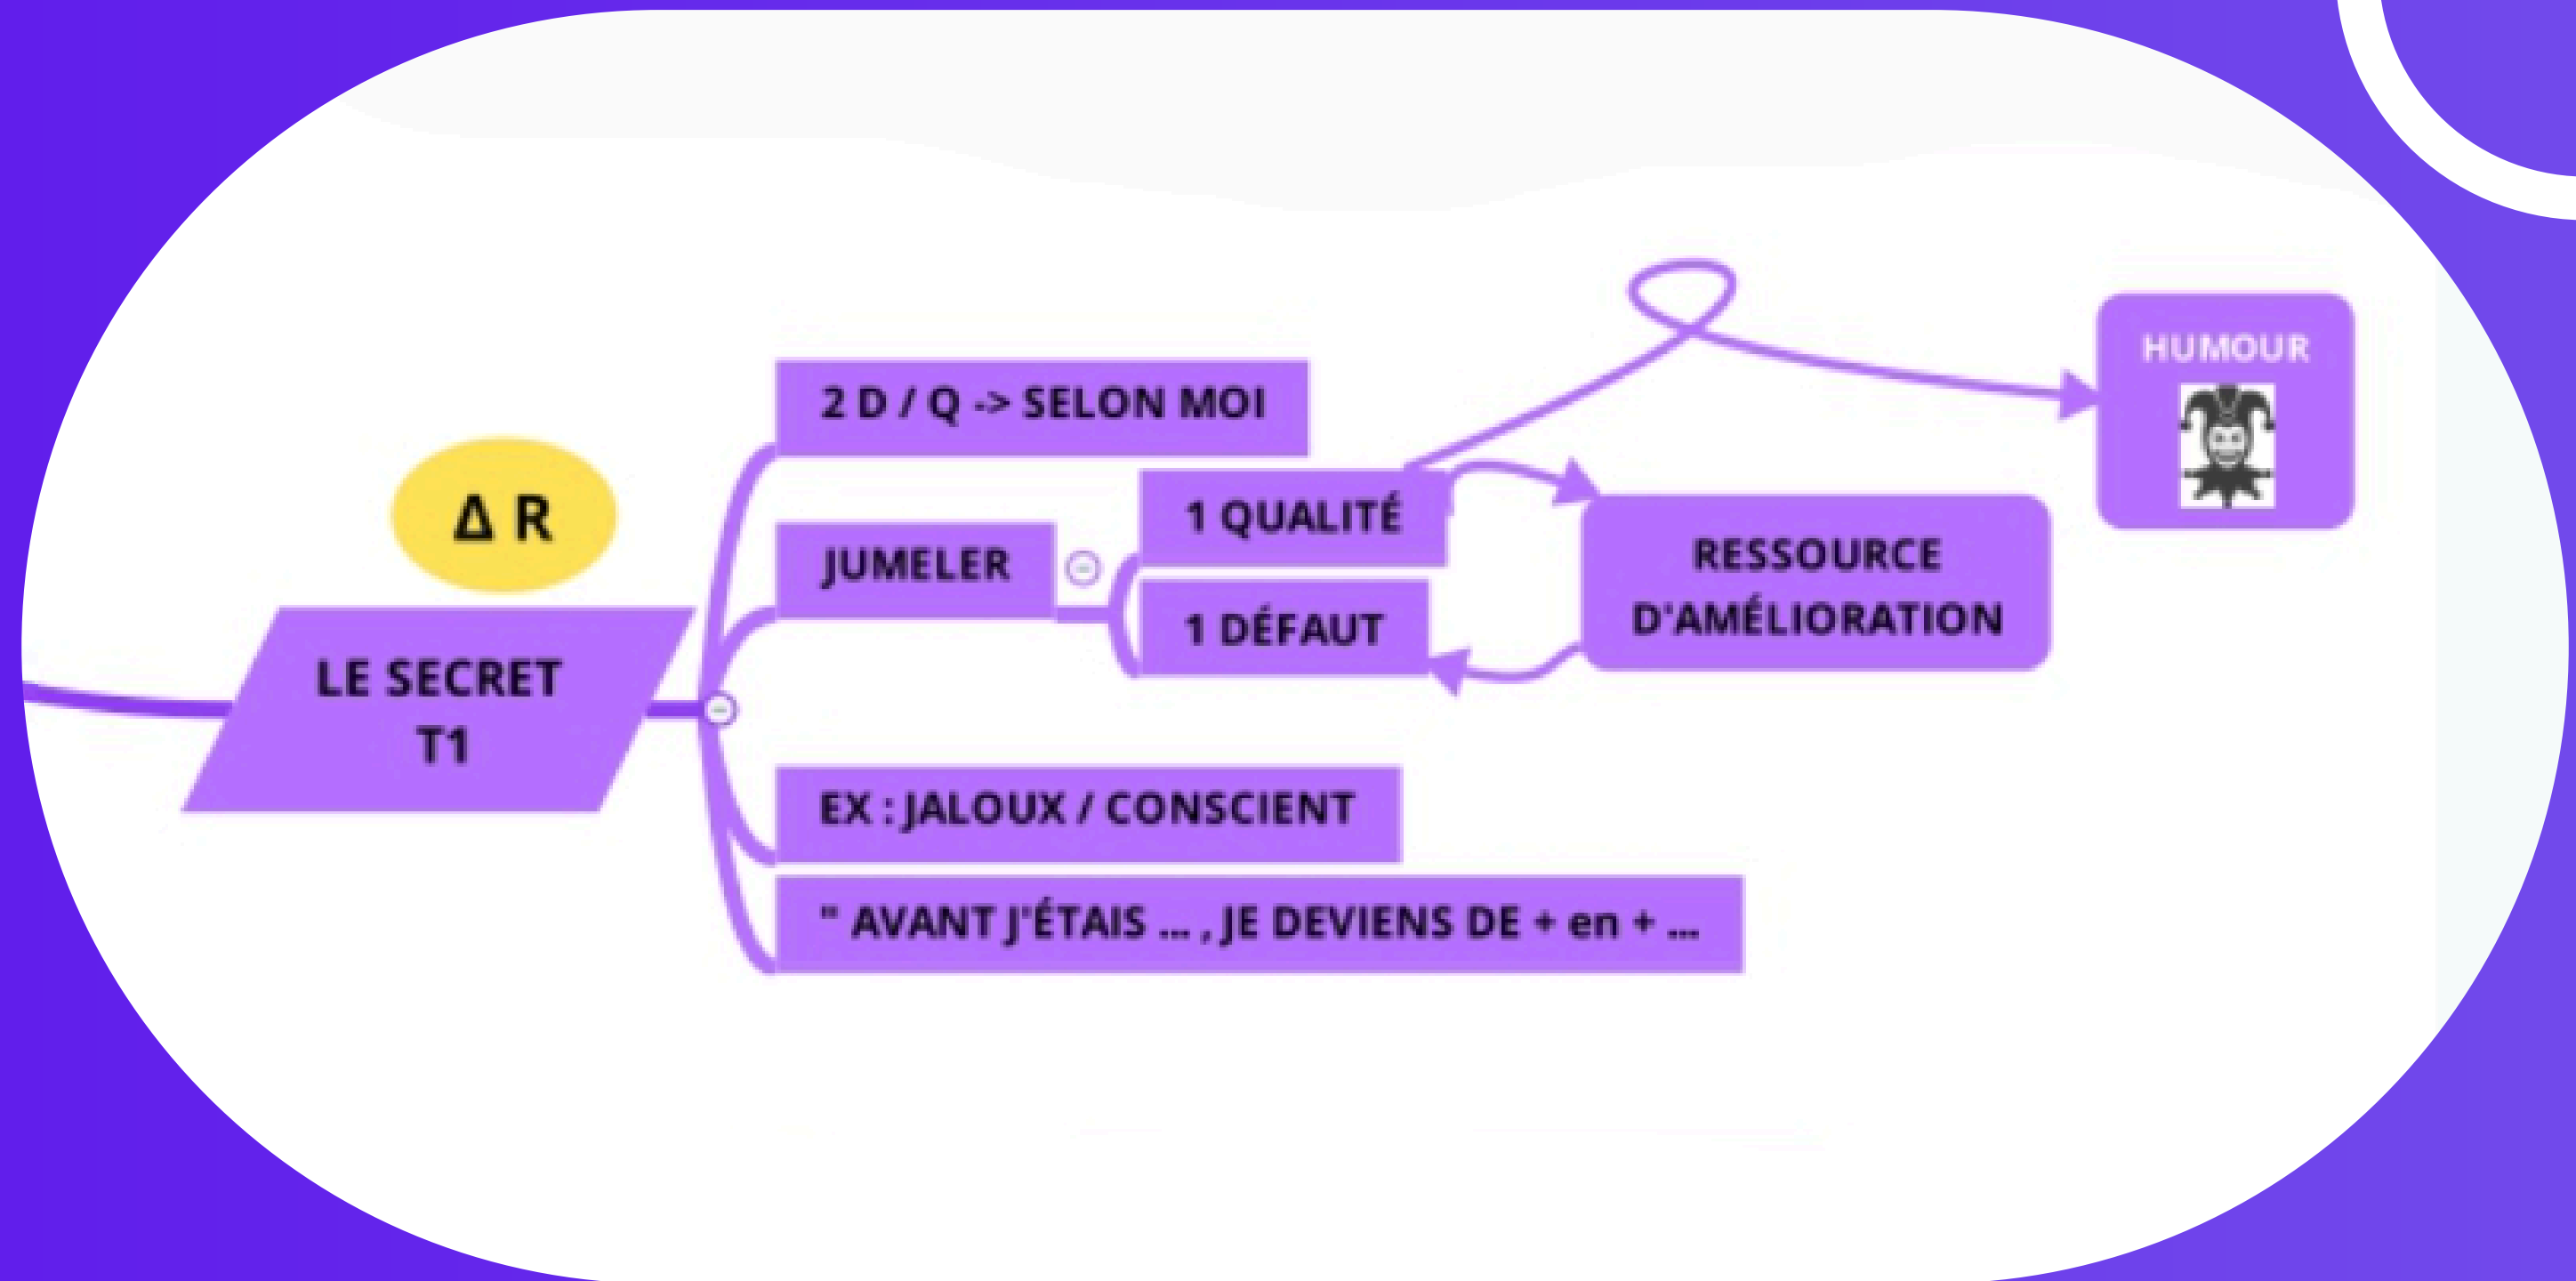 Δ R
LE SECRET
T1
2 D / Q -> SELON MOI
JUMELER
1 QUALITÉ
1 DÉFAUT
RESSOURCE
D'AMÉLIORATION
HUMOUR
EX : JALOUX / CONSCIENT
" AVANT J'ÉTAIS ... , JE DEVIENS DE + en + ...